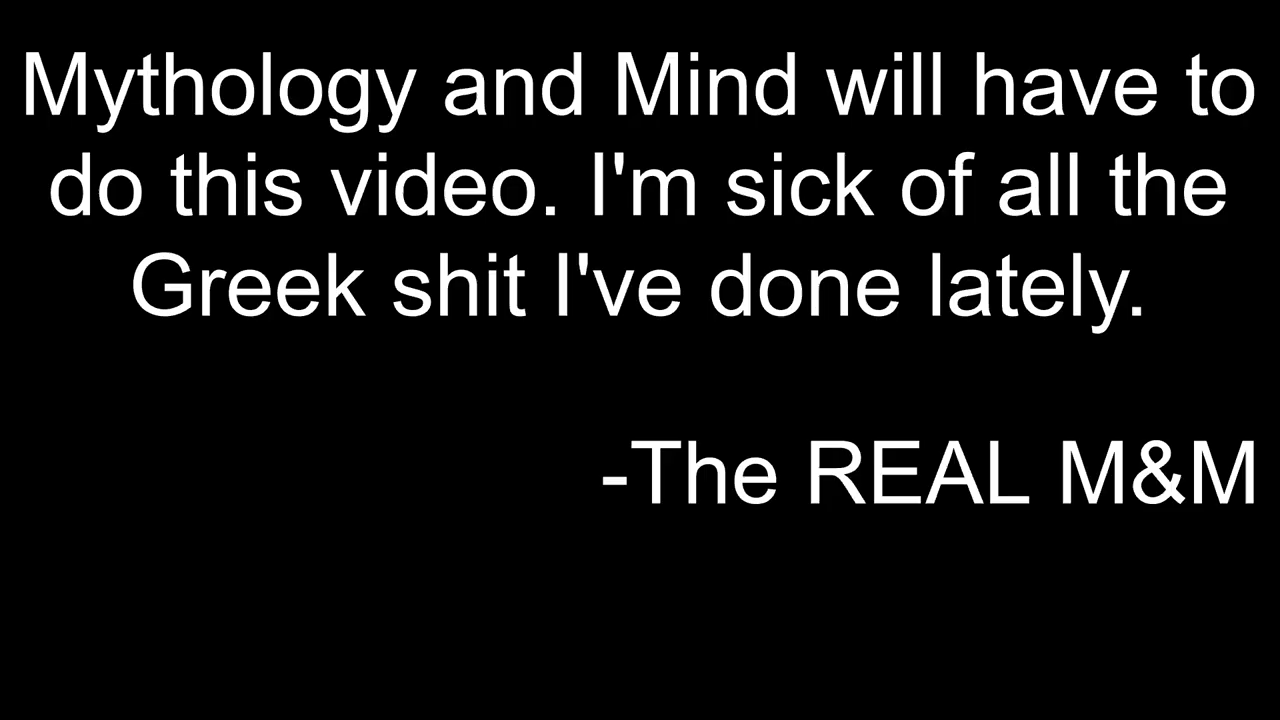 Mythology and Mind will have to
do this video. I'm sick of all the
Greek shit I've done lately.
-The REAL M&M